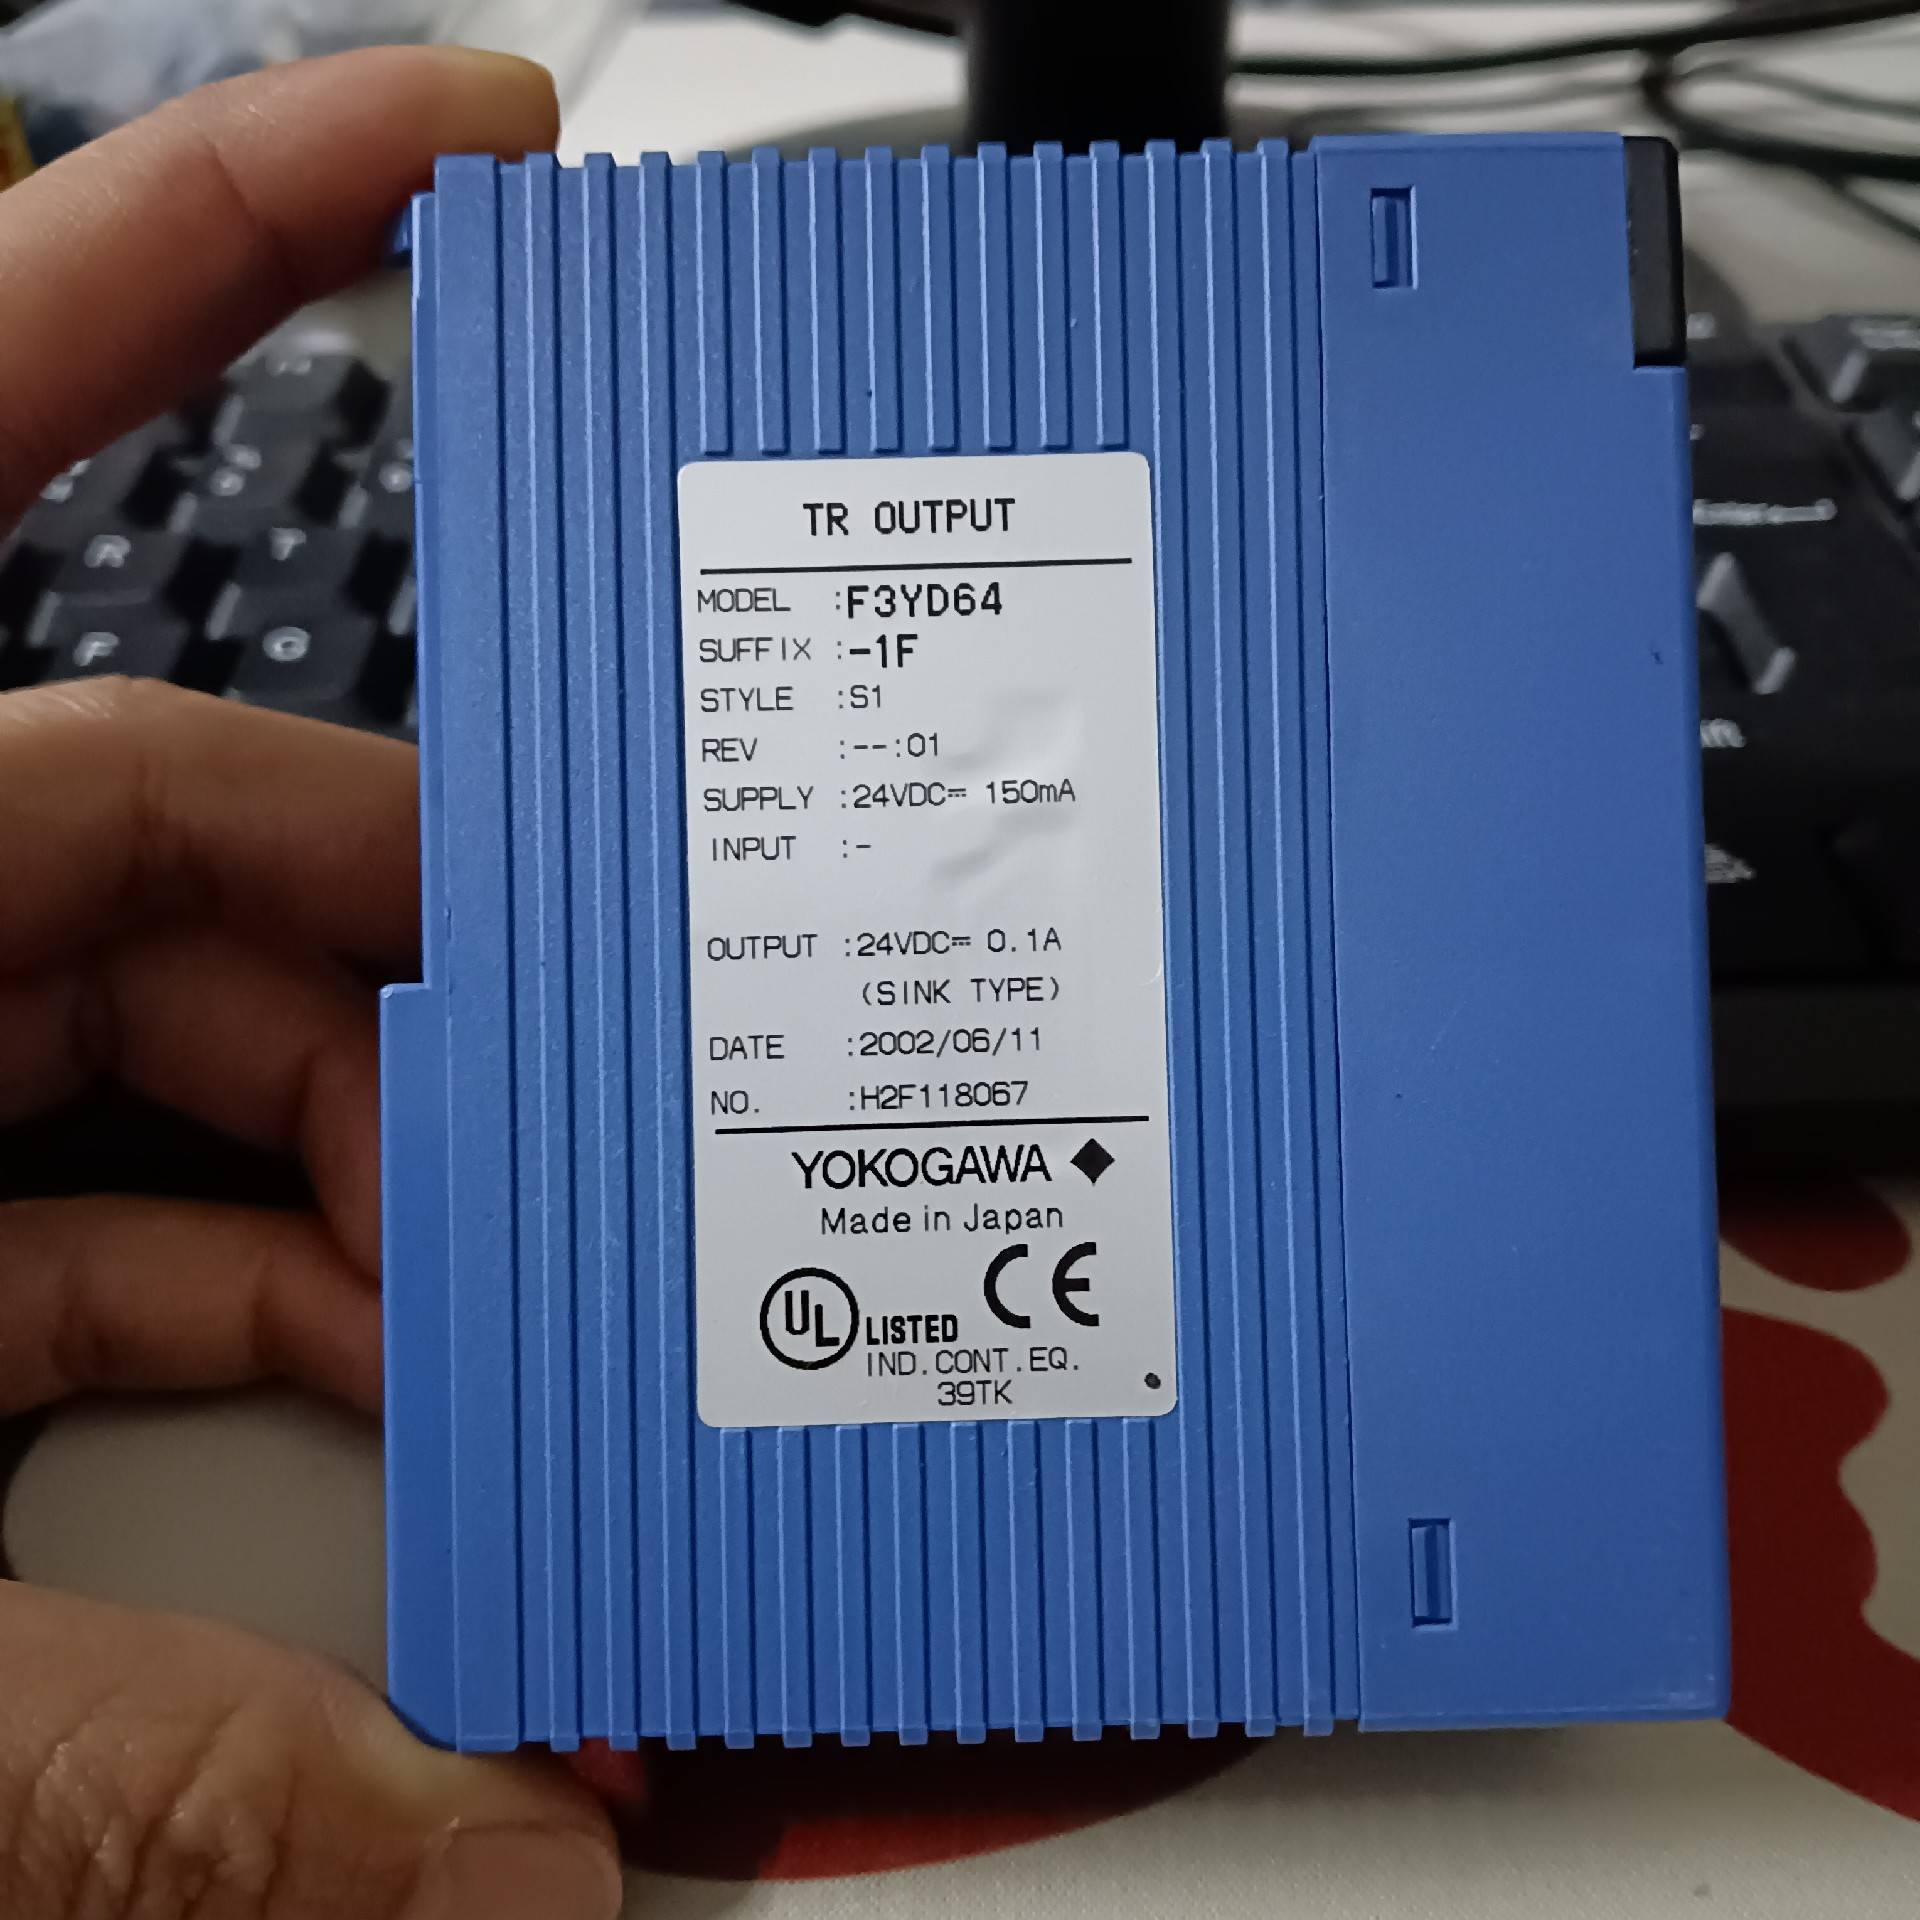 TR OUTPUT
MODEL :F3YD64
SUFFIX :-1F
STYLE :S1
REV :--:01
SUPPLY :24VDC⎓ 150mA
INPUT :-
OUTPUT :24VDC⎓ 0.1A
(SINK TYPE)
DATE :2002/06/11
NO. :H2F118067
YOKOGAWA
Made in Japan
UL LISTED CE
IND.CONT.EQ.
39TK
R T
F G